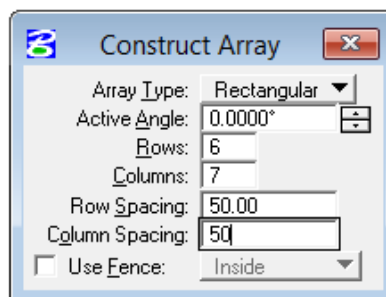 Construct Array
Array Type: Rectangular
Active Angle: 0.0000°
Rows: 6
Columns: 7
Row Spacing: 50.00
Column Spacing: 50
Use Fence: Inside